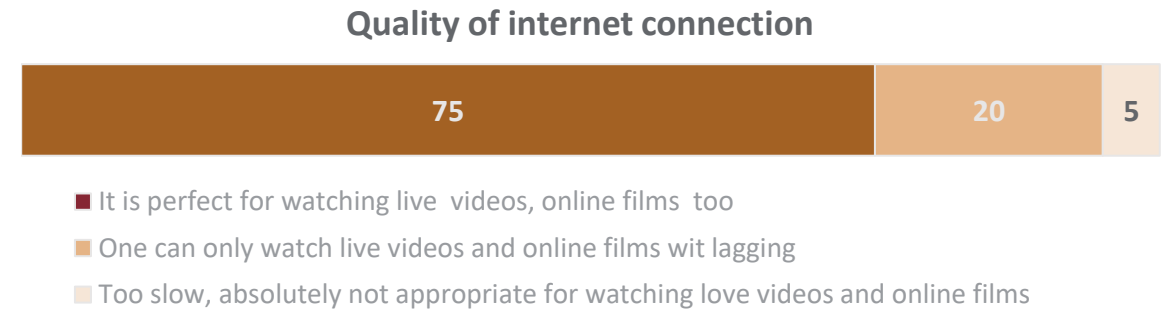 Quality of internet connection
75 20 5
It is perfect for watching live  videos, online films  too
One can only watch live videos and online films wit lagging
Too slow, absolutely not appropriate for watching love videos and online films